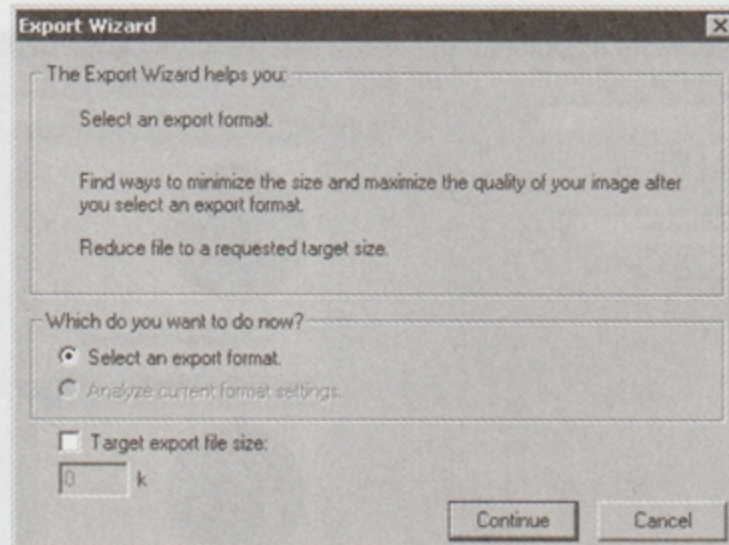 Export Wizard
The Export Wizard helps you:
Select an export format.
Find ways to minimize the size and maximize the quality of your image after
you select an export format.
Reduce file to a requested target size.
Which do you want to do now?
Select an export format.
Analyze current format settings.
Target export file size:
0 k
Continue Cancel